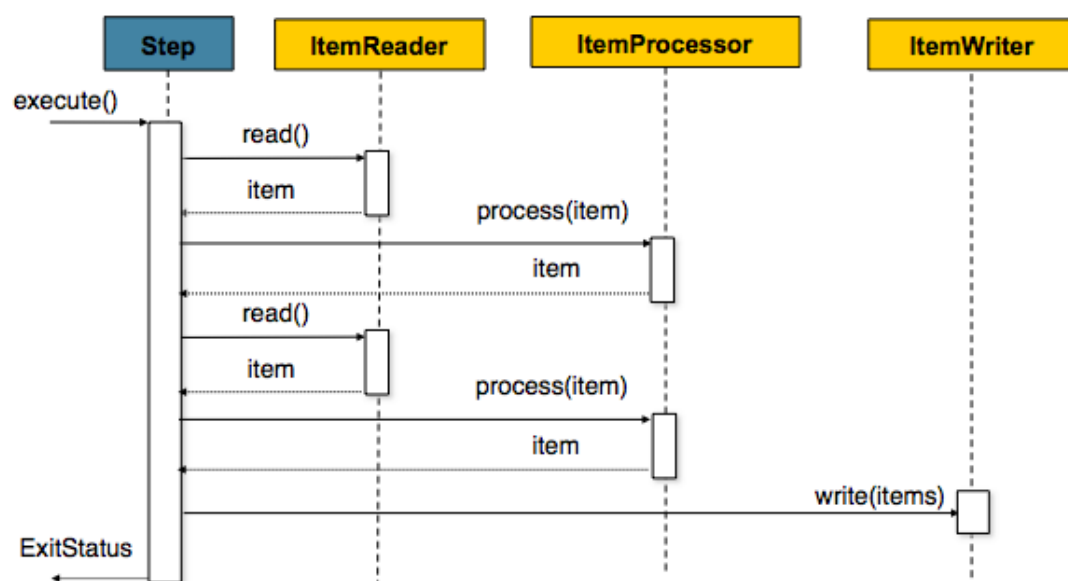 Step
ItemReader
ItemProcessor
ItemWriter
execute()
read()
item
process(item)
item
read()
item
process(item)
item
write(items)
ExitStatus